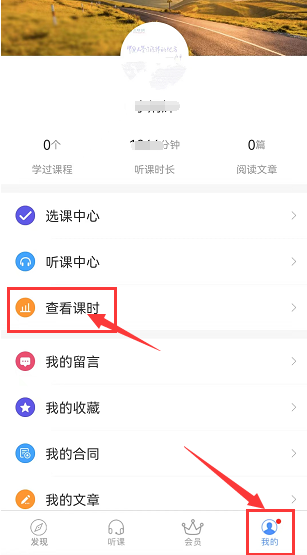 0个
分钟
0篇
学过课程
听课时长
阅读文章
选课中心
听课中心
查看课时
我的留言
我的收藏
我的合同
我的文章
发现
听课
会员
我的